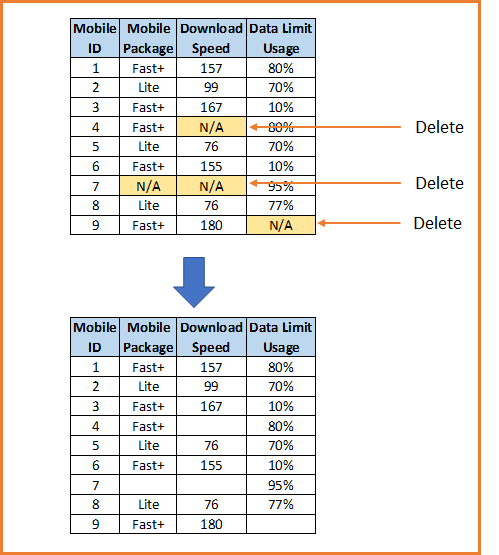 Mobile ID Mobile Package Download Speed Data Limit Usage
1 Fast+ 157 80%
2 Lite 99 70%
3 Fast+ 167 10%
4 Fast+ N/A 80% Delete
5 Lite 76 70%
6 Fast+ 155 10%
7 N/A N/A 95% Delete
8 Lite 76 77%
9 Fast+ 180 N/A Delete
Mobile ID Mobile Package Download Speed Data Limit Usage
1 Fast+ 157 80%
2 Lite 99 70%
3 Fast+ 167 10%
4 Fast+ 80%
5 Lite 76 70%
6 Fast+ 155 10%
7 95%
8 Lite 76 77%
9 Fast+ 180